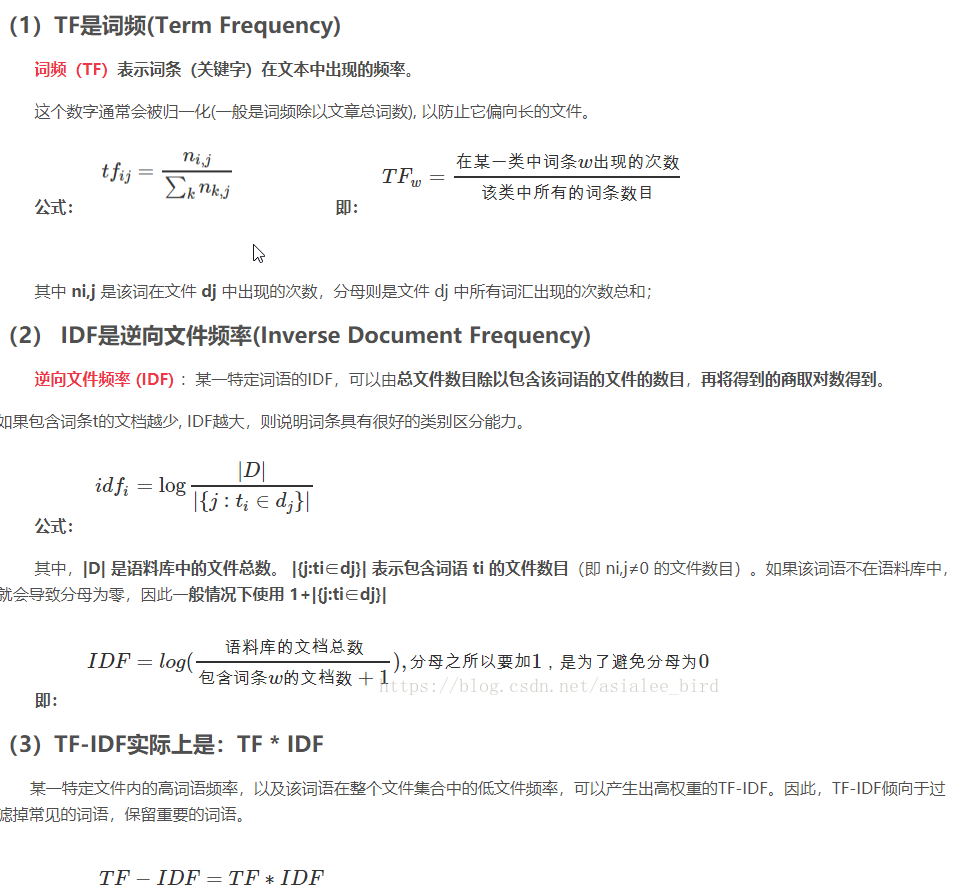 （1）TF是词频(Term Frequency)
词频（TF）表示词条（关键字）在文本中出现的频率。
这个数字通常会被归一化(一般是词频除以文章总词数), 以防止它偏向长的文件。
公式： tf_{ij} = \frac{n_{i,j}}{\sum_k n_{k,j}} 即： TF_w = \frac{在某一类中词条w出现的次数}{该类中所有的词条数目}
其中 ni,j 是该词在文件 dj 中出现的次数，分母则是文件 dj 中所有词汇出现的次数总和；
（2） IDF是逆向文件频率(Inverse Document Frequency)
逆向文件频率 (IDF) ：某一特定词语的IDF，可以由总文件数目除以包含该词语的文件的数目，再将得到的商取对数得到。
如果包含词条t的文档越少, IDF越大，则说明词条具有很好的类别区分能力。
公式： idf_i = \log \frac{|D|}{|\{j : t_i \in d_j\}|}
其中，|D| 是语料库中的文件总数。 |{j:ti∈dj}| 表示包含词语 ti 的文件数目（即 ni,j≠0 的文件数目）。如果该词语不在语料库中，
就会导致分母为零，因此一般情况下使用 1+|{j:ti∈dj}|
即： IDF = log(\frac{语料库的文档总数}{包含词条w的文档数 + 1}), 分母之所以要加1，是为了避免分母为0
https://blog.csdn.net/asialee_bird
（3）TF-IDF实际上是：TF * IDF
某一特定文件内的高词语频率，以及该词语在整个文件集合中的低文件频率，可以产生出高权重的TF-IDF。因此，TF-IDF倾向于过
滤掉常见的词语，保留重要的词语。
TF − IDF = TF ∗ IDF